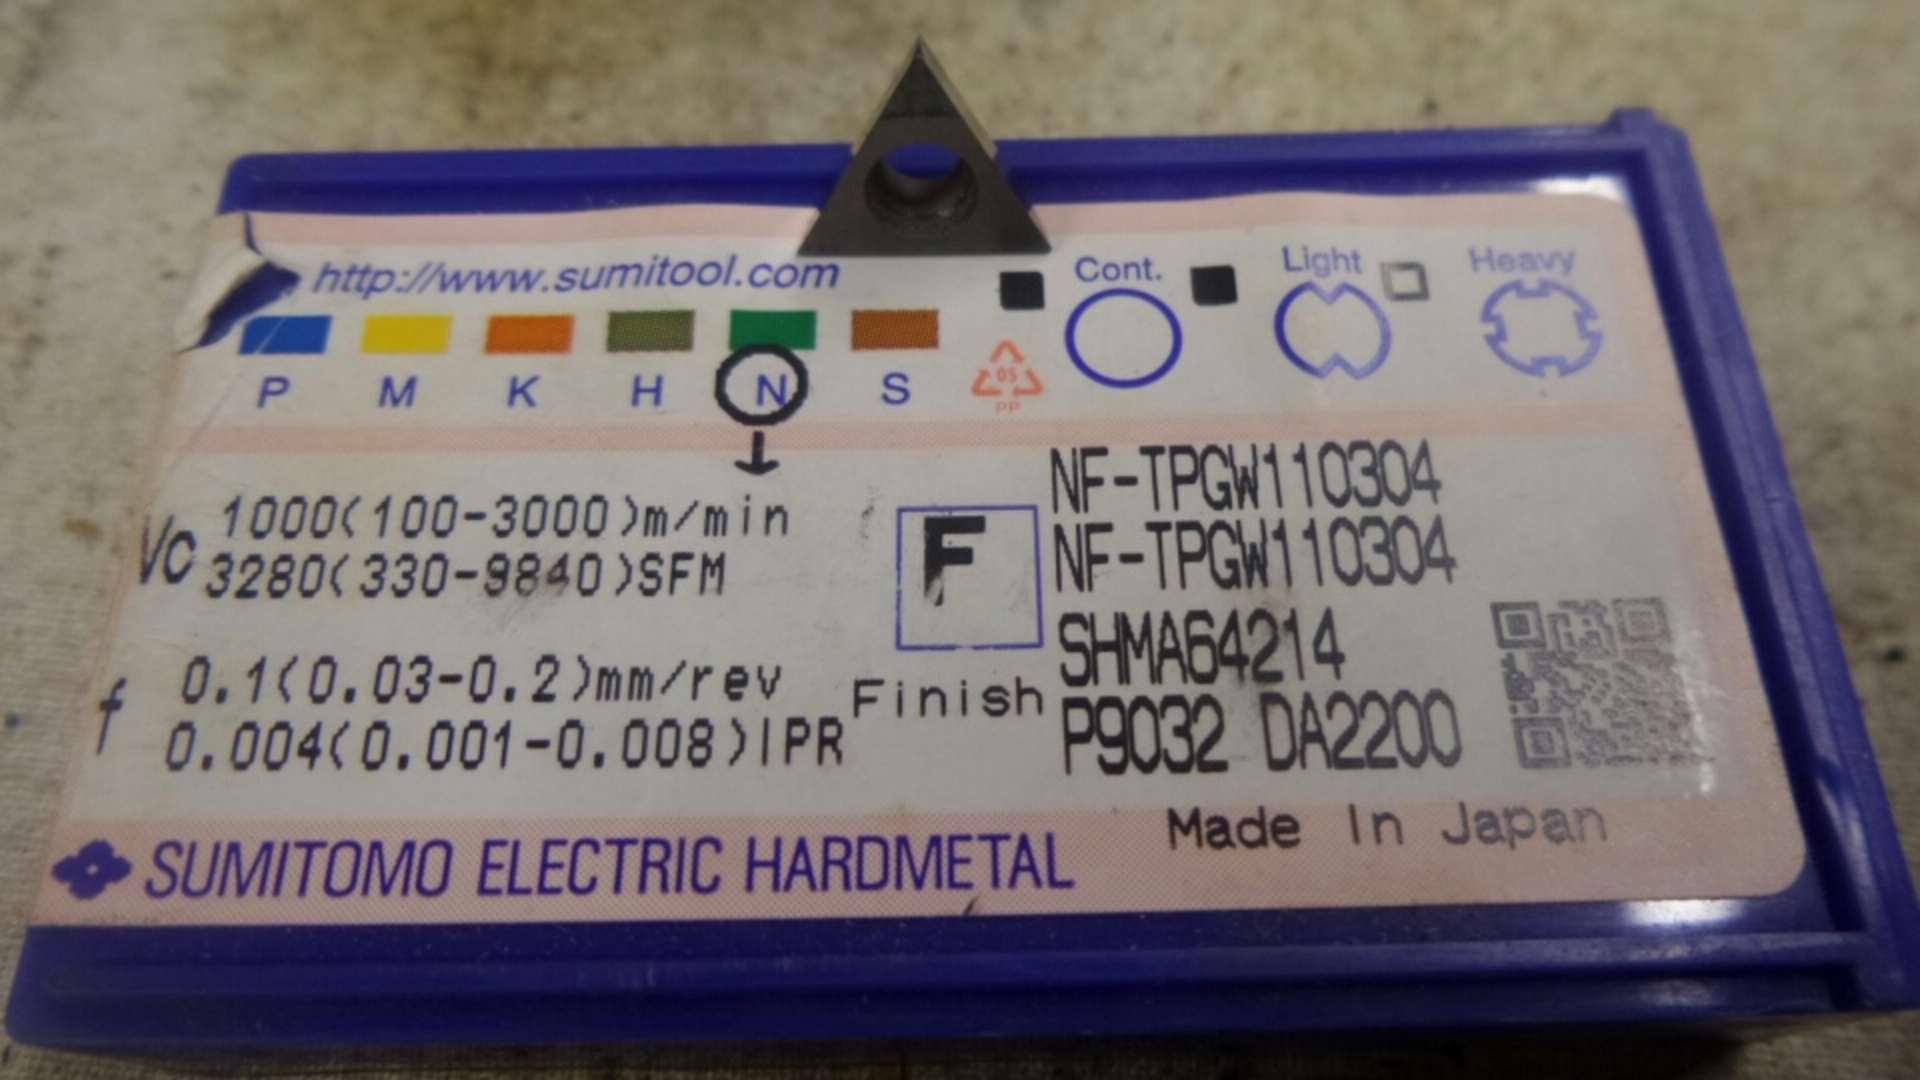 http://www.sumitool.com
Cont. Light Heavy
P M K H N S
05
PP
Vc 1000(100-3000)m/min
3280(330-9840)SFM
f 0.1(0.03-0.2)mm/rev
0.004(0.001-0.008)IPR
F
Finish
NF-TPGW110304
NF-TPGW110304
SHMA64214
P9032 DA2200
Made In Japan
SUMITOMO ELECTRIC HARDMETAL